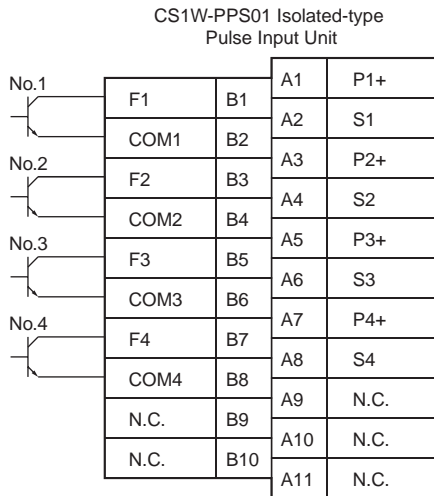 CS1W-PPS01 Isolated-type
Pulse Input Unit
No.1
No.2
No.3
No.4
F1 B1
COM1 B2
F2 B3
COM2 B4
F3 B5
COM3 B6
F4 B7
COM4 B8
N.C. B9
N.C. B10
A1 P1+
A2 S1
A3 P2+
A4 S2
A5 P3+
A6 S3
A7 P4+
A8 S4
A9 N.C.
A10 N.C.
A11 N.C.